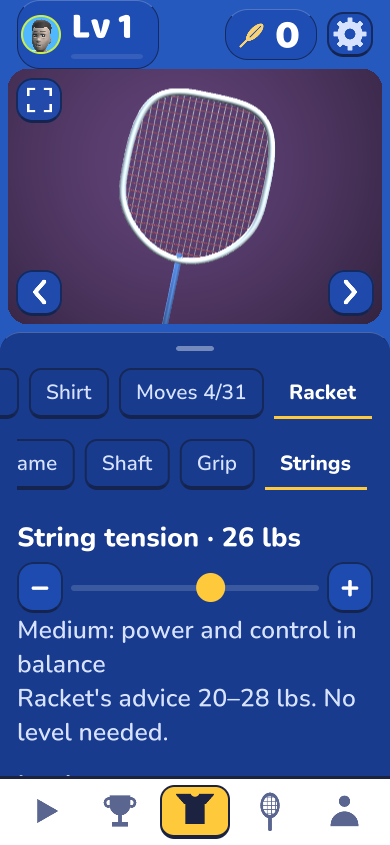 Lv 1
0
Shirt
Moves 4/31
Racket
ame
Shaft
Grip
Strings
String tension · 26 lbs
Medium: power and control in
balance
Racket's advice 20–28 lbs. No
level needed.